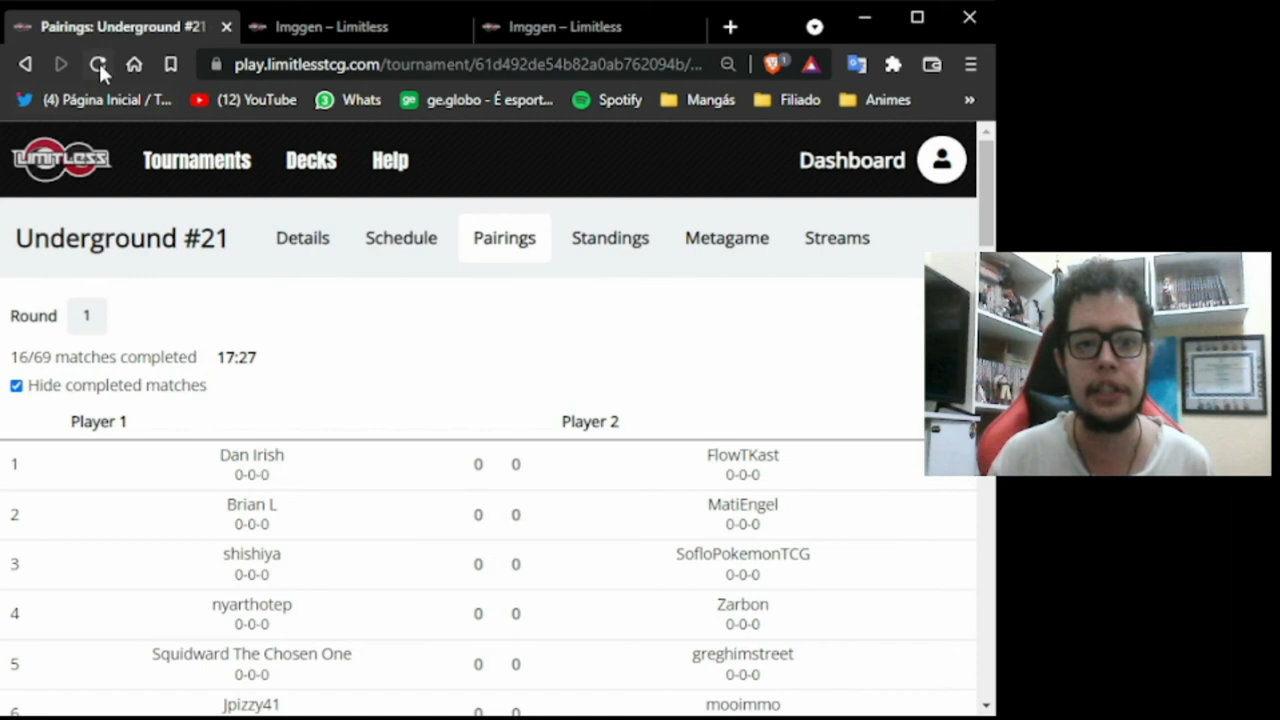 Pairings: Underground #21
Imggen – Limitless
Imggen – Limitless
play.limitlesstcg.com/tournament/61d492de54b82a0ab762094b/...
1
(4) Página Inicial / T...
(12) YouTube
3
Whats
ge
ge.globo - É esport...
Spotify
Mangás
Filiado
Animes
»
LIMITLESS
Tournaments
Decks
Help
Dashboard
Underground #21
Details
Schedule
Pairings
Standings
Metagame
Streams
Round 1
16/69 matches completed 17:27
Hide completed matches
Player 1 Player 2
1 Dan Irish 0 0 FlowTKast
0-0-0 0-0-0
2 Brian L 0 0 MatiEngel
0-0-0 0-0-0
3 shishiya 0 0 SofloPokemonTCG
0-0-0 0-0-0
4 nyarthotep 0 0 Zarbon
0-0-0 0-0-0
5 Squidward The Chosen One 0 0 greghimstreet
0-0-0 0-0-0
6 Jpizzy41 0 0 mooimmo